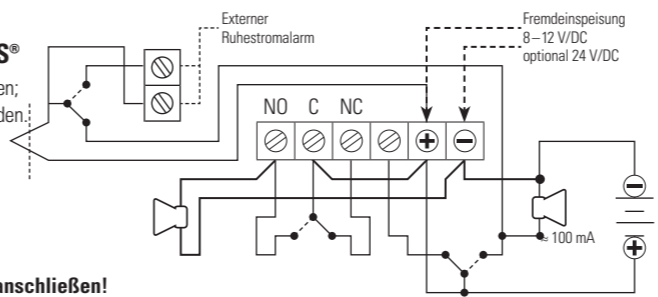 Externer
Ruhestromalarm
Fremdeinspeisung
8–12 V/DC
optional 24 V/DC
S®
en;
den.
NO C NC
+ −
−
≈ 100 mA
+
anschließen!